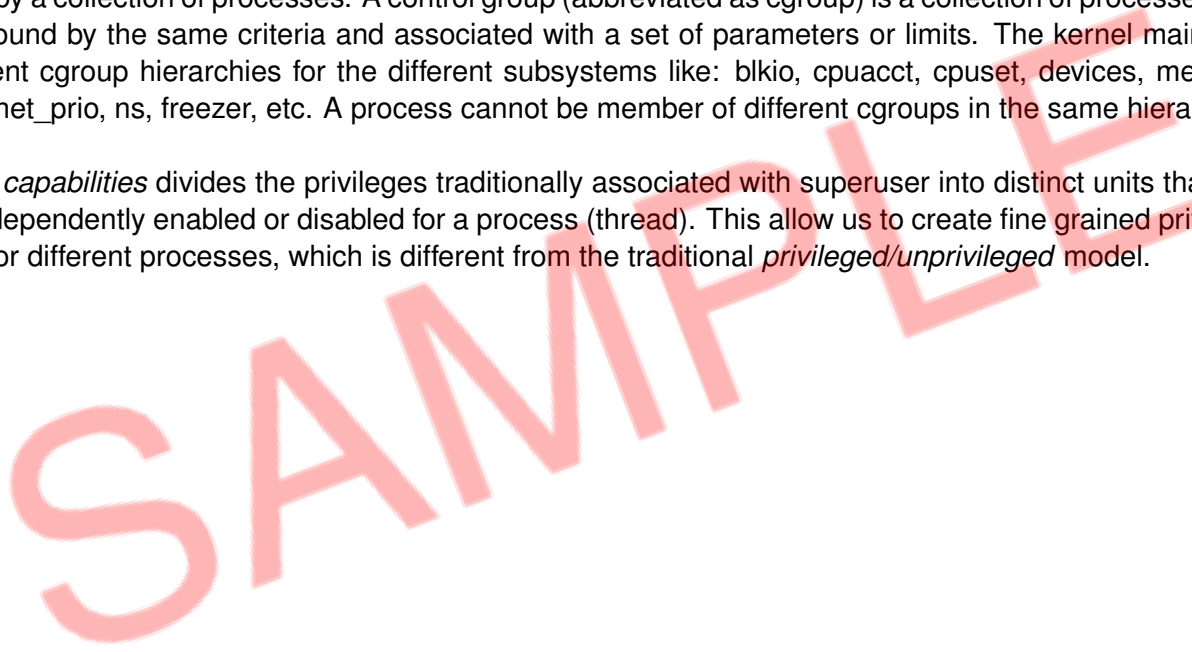 by a collection of processes. A control group (abbreviated as cgroup) is a collection of processe
ound by the same criteria and associated with a set of parameters or limits. The kernel main
ent cgroup hierarchies for the different subsystems like: blkio, cpuacct, cpuset, devices, me
net_prio, ns, freezer, etc. A process cannot be member of different cgroups in the same hiera
capabilities divides the privileges traditionally associated with superuser into distinct units tha
dependently enabled or disabled for a process (thread). This allow us to create fine grained pri
or different processes, which is different from the traditional privileged/unprivileged model.
SAMPLE